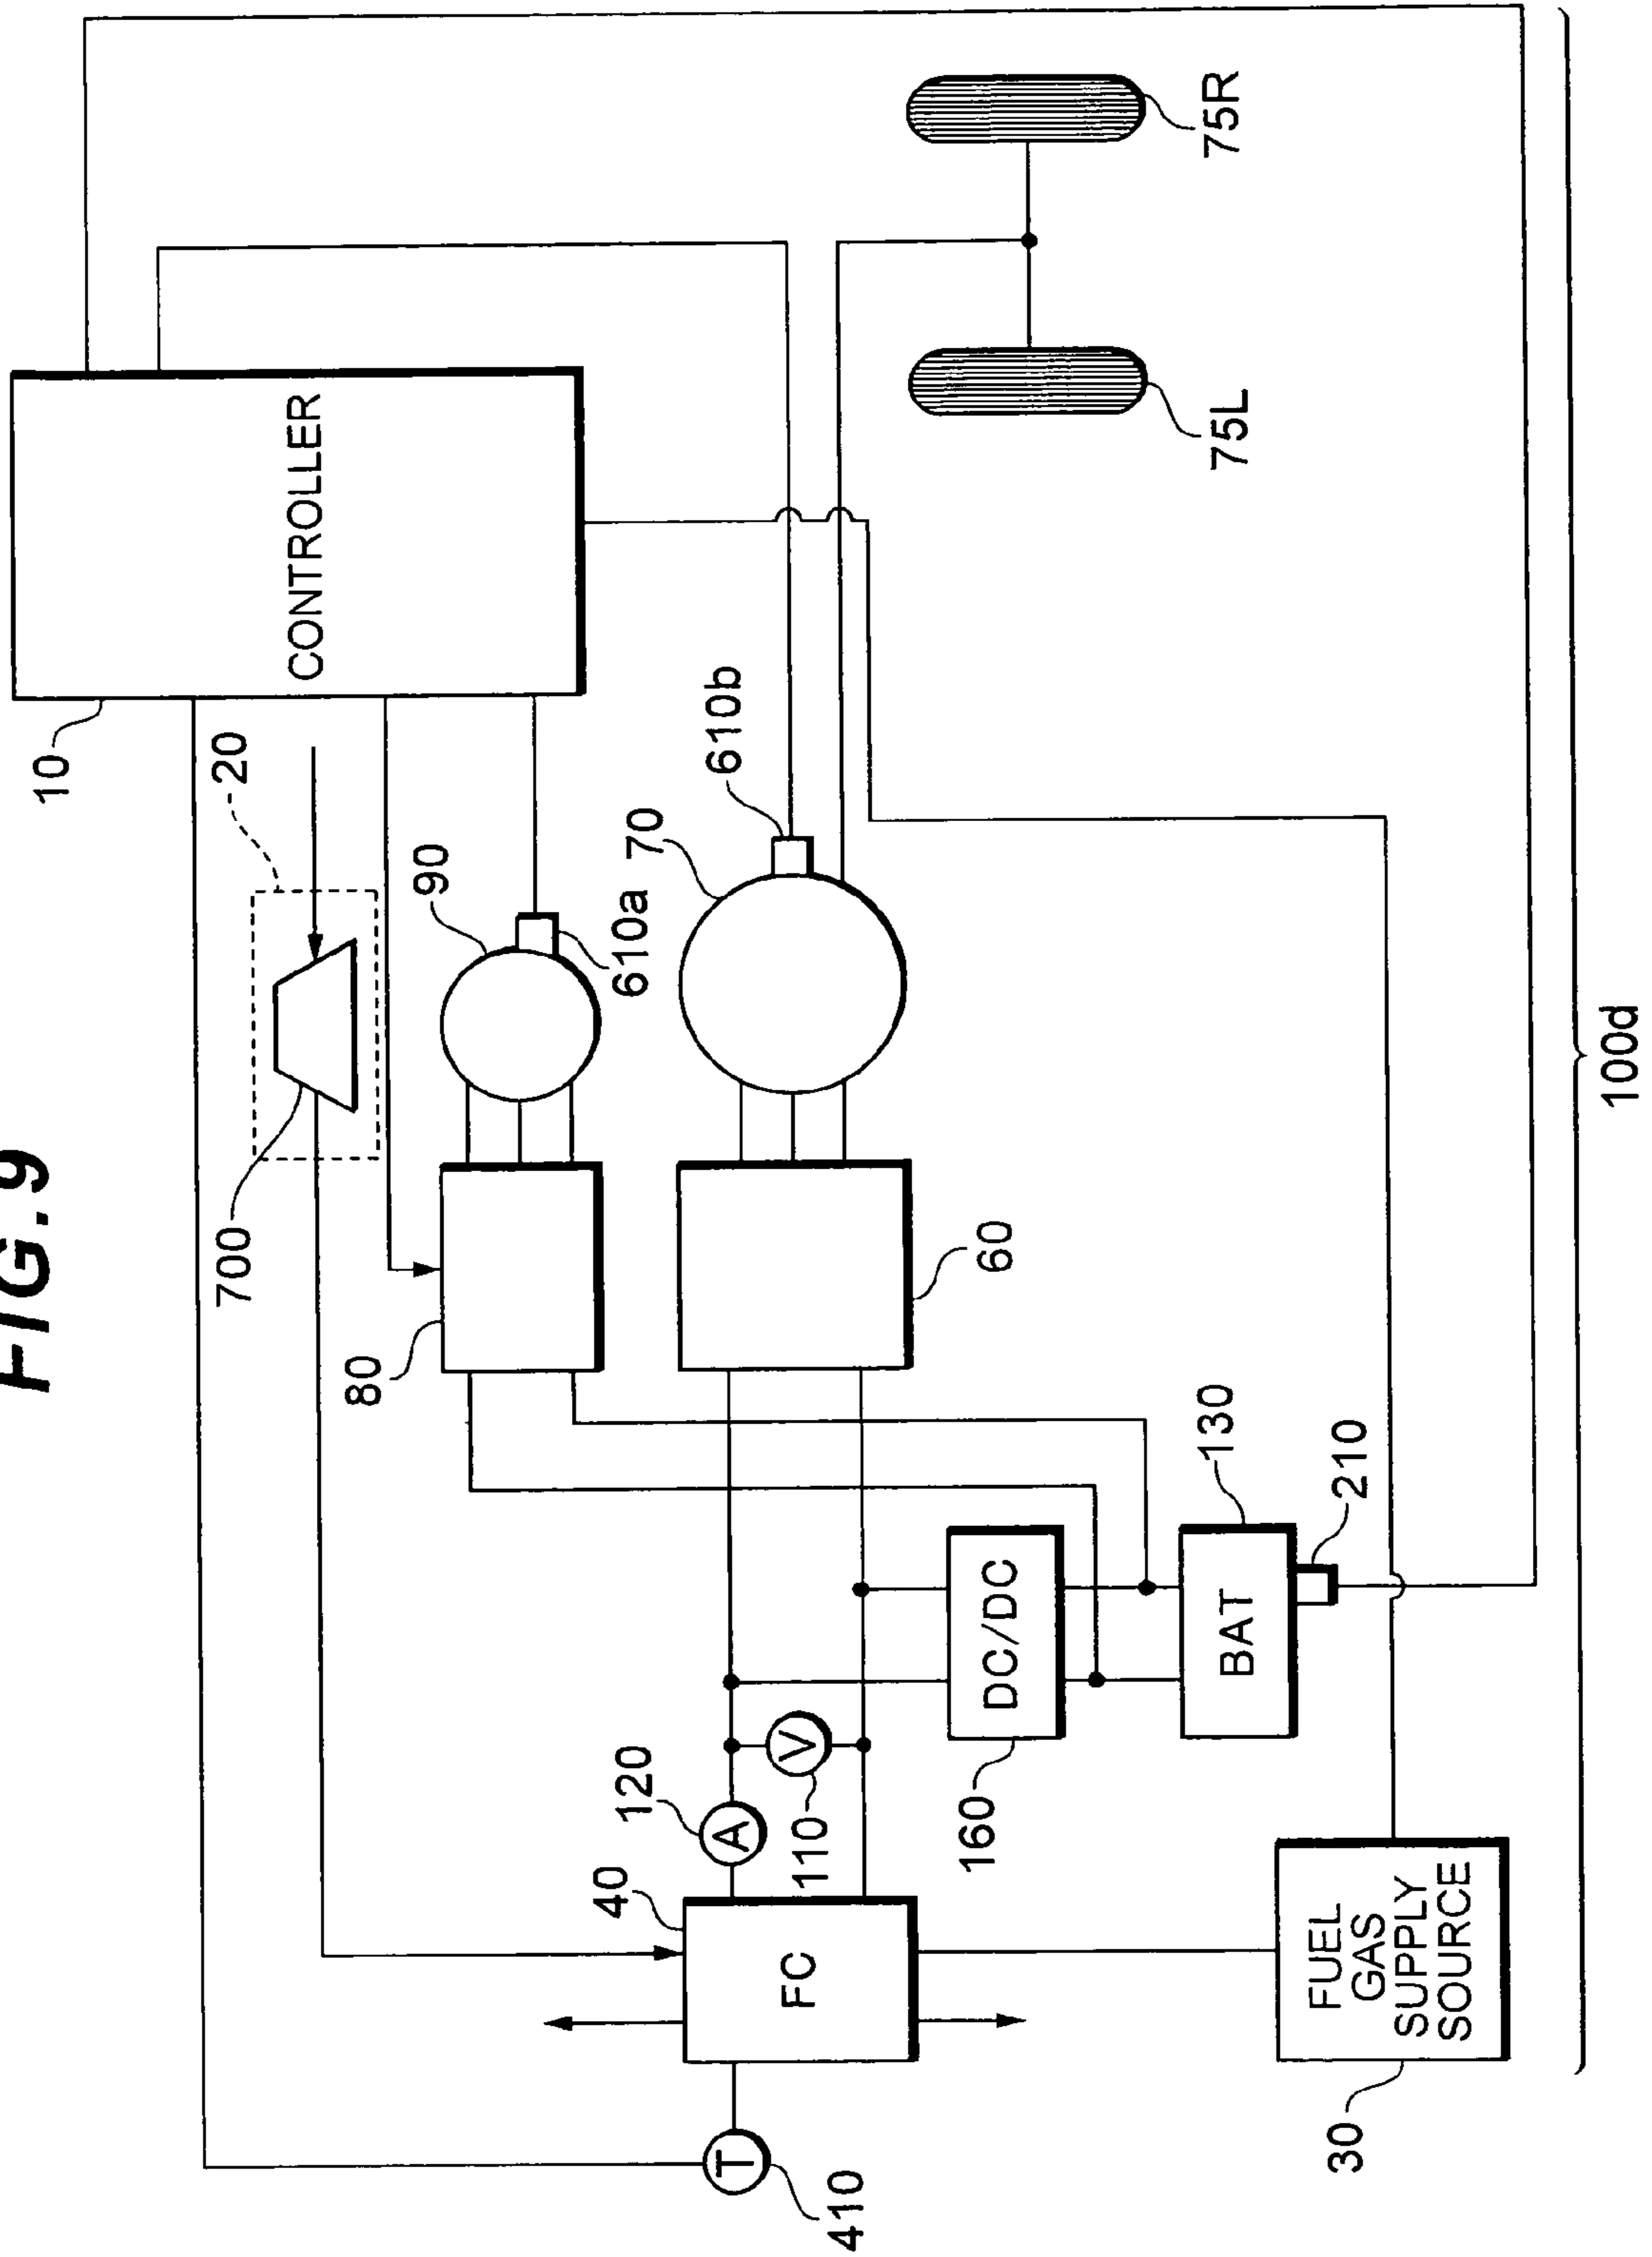 FIG.9
10
CONTROLLER
20
700
90
610a
80
610b
70
60
75R
75L
120
A
V
110
40
FC
T
410
DC/DC
160
BAT
130
210
FUEL
GAS
SUPPLY
SOURCE
30
100d